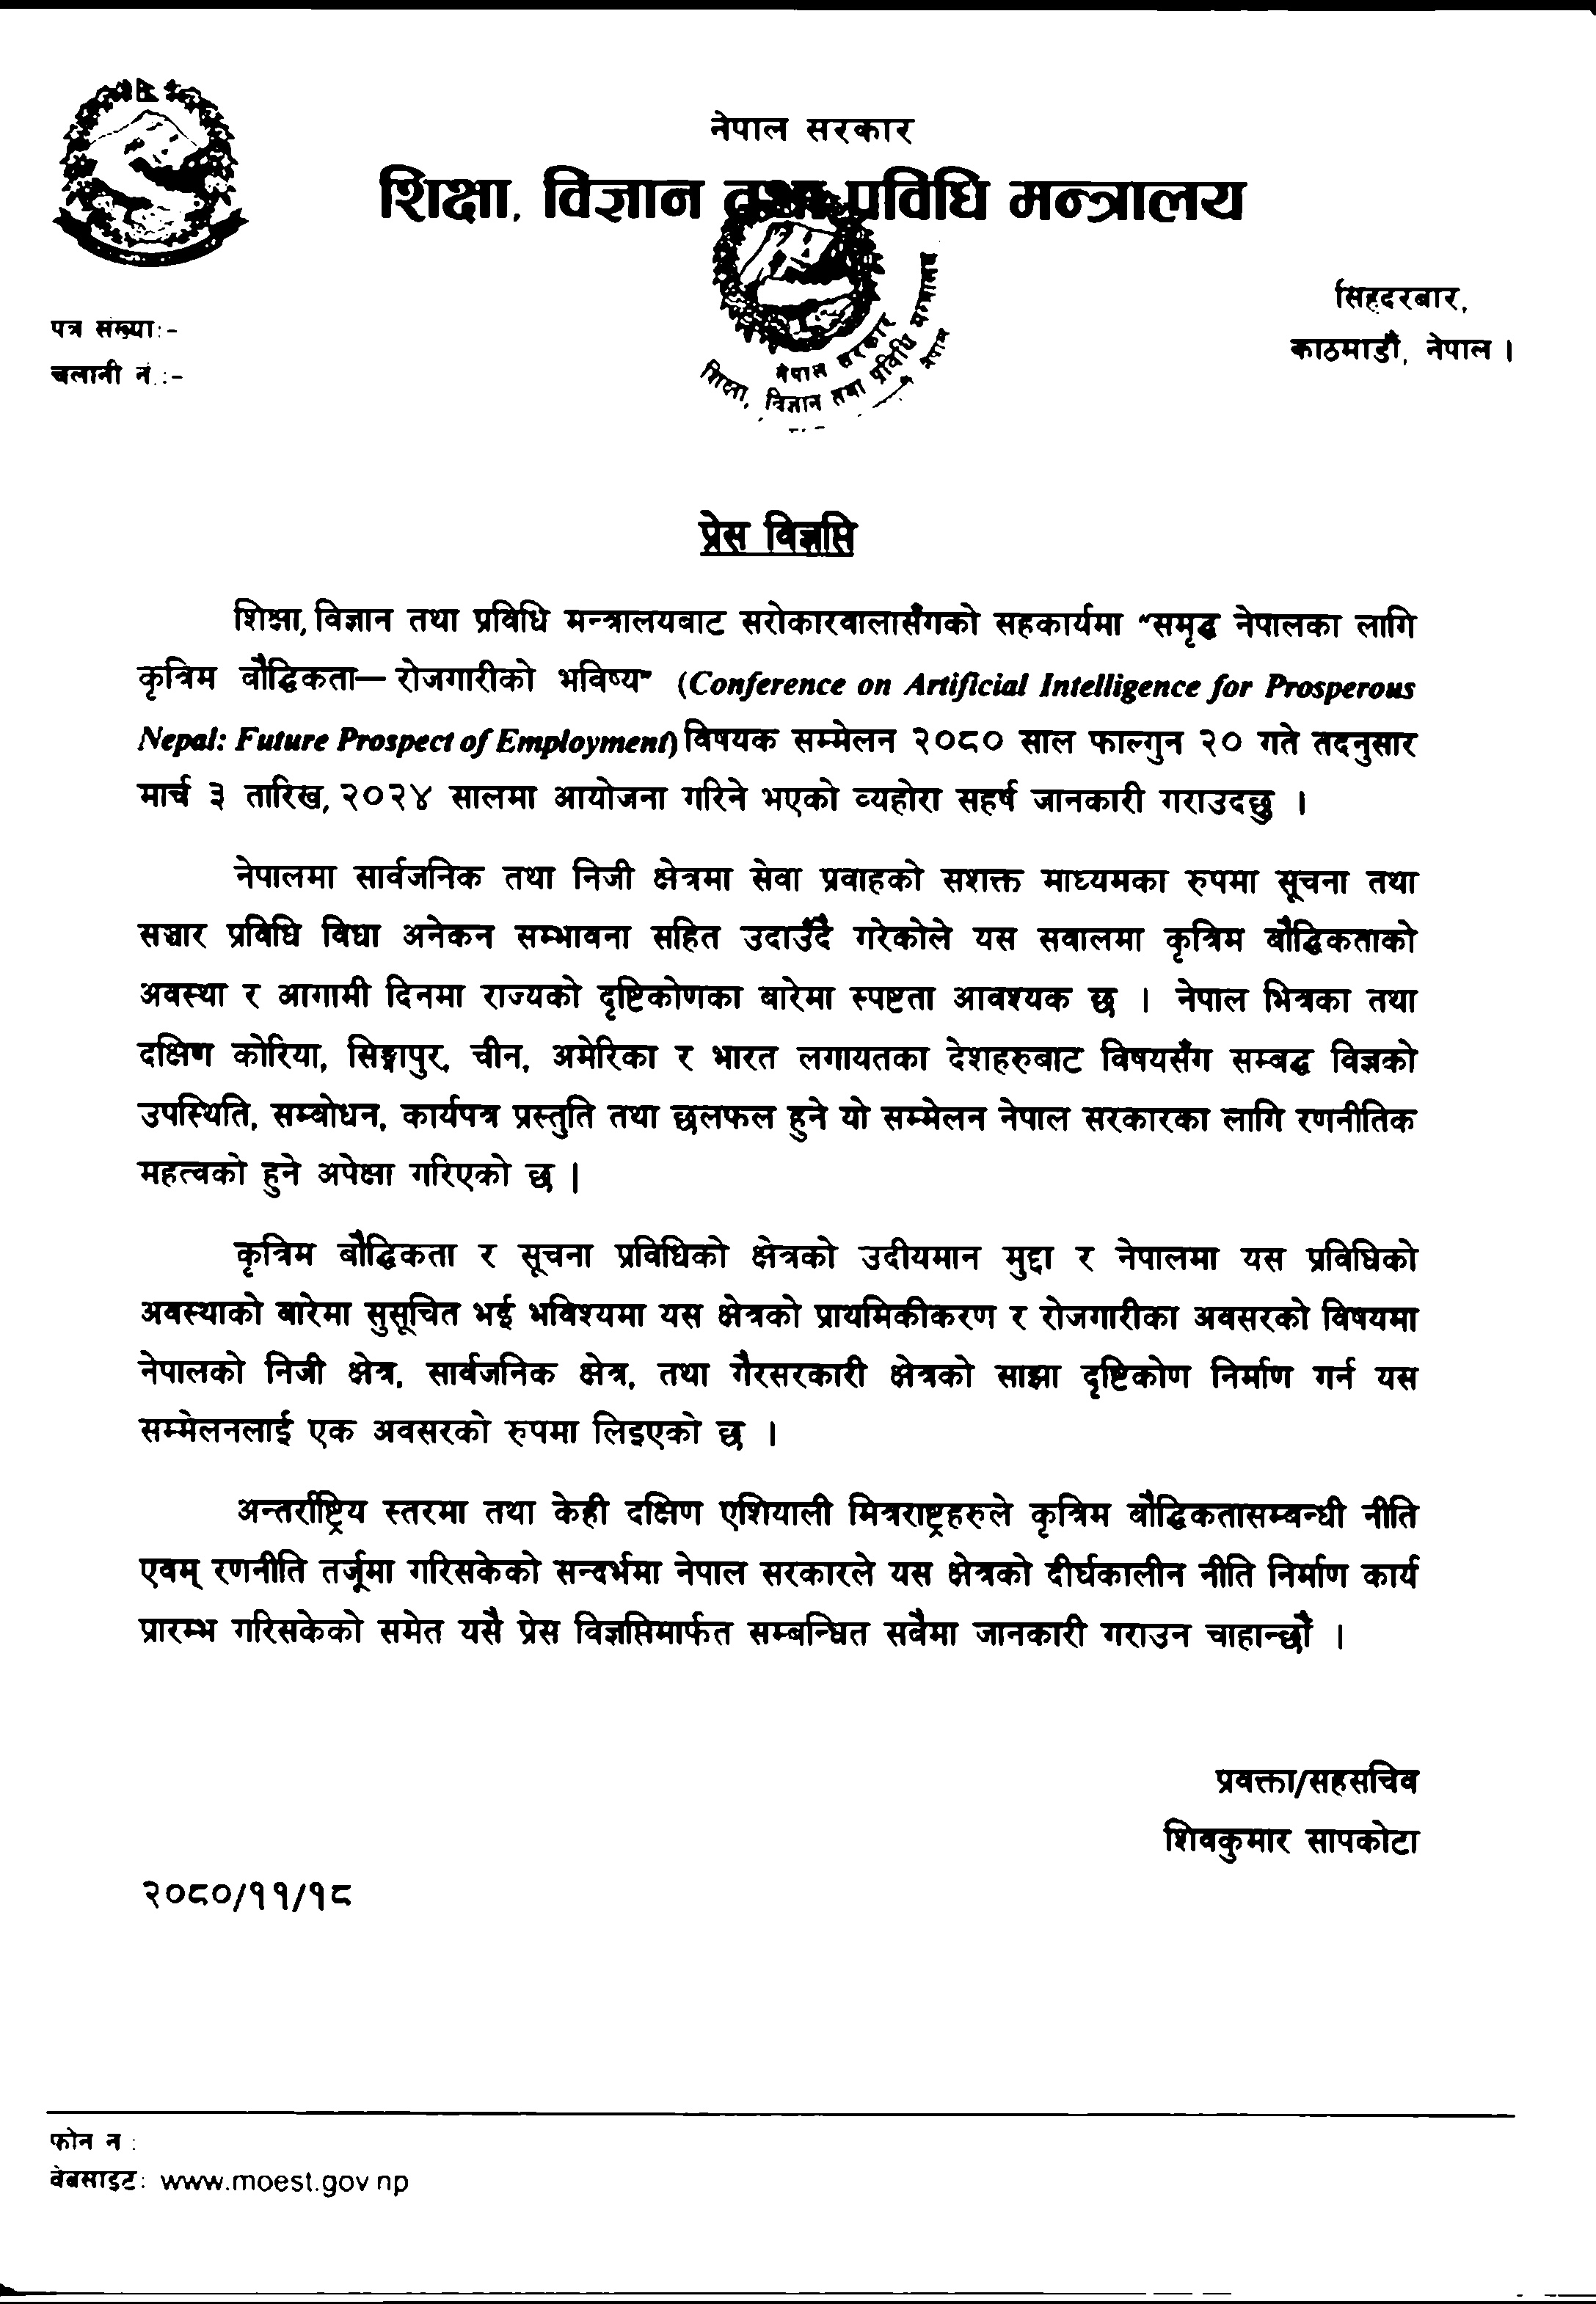 नेपाल सरकार
शिक्षा, विज्ञान तथा प्रविधि मन्त्रालय
नेपाल सरकार
शिक्षा, विज्ञान तथा प्रविधि मन्त्रालय
नेपाल
सिंहदरबार,
काठमाडौं, नेपाल ।
पत्र संख्याः-
चलानी नं.:-
प्रेस विज्ञप्ति
शिक्षा, विज्ञान तथा प्रविधि मन्त्रालयबाट सरोकारवालासँगको सहकार्यमा “समृद्ध नेपालका लागि
कृत्रिम बौद्धिकता— रोजगारीको भविष्य” (Conference on Artificial Intelligence for Prosperous
Nepal: Future Prospect of Employment) विषयक सम्मेलन २०८० साल फाल्गुन २० गते तदनुसार
मार्च ३ तारिख, २०२४ सालमा आयोजना गरिने भएको व्यहोरा सहर्ष जानकारी गराउदछु ।
नेपालमा सार्वजनिक तथा निजी क्षेत्रमा सेवा प्रवाहको सशक्त माध्यमका रुपमा सूचना तथा
सञ्चार प्रविधि विधा अनेकन सम्भावना सहित उदाउँदै गरेकोले यस सवालमा कृत्रिम बौद्धिकताको
अवस्था र आगामी दिनमा राज्यको दृष्टिकोणका बारेमा स्पष्टता आवश्यक छ । नेपाल भित्रका तथा
दक्षिण कोरिया, सिङ्गापुर, चीन, अमेरिका र भारत लगायतका देशहरुबाट विषयसँग सम्वद्ध विज्ञको
उपस्थिति, सम्वोधन, कार्यपत्र प्रस्तुति तथा छलफल हुने यो सम्मेलन नेपाल सरकारका लागि रणनीतिक
महत्वको हुने अपेक्षा गरिएको छ |
कृत्रिम बौद्धिकता र सूचना प्रविधिको क्षेत्रको उदीयमान मुद्दा र नेपालमा यस प्रविधिको
अवस्थाको बारेमा सुसूचित भई भविश्यमा यस क्षेत्रको प्राथमिकीकरण र रोजगारीका अवसरको विषयमा
नेपालको निजी क्षेत्र, सार्वजनिक क्षेत्र, तथा गैरसरकारी क्षेत्रको साझा दृष्टिकोण निर्माण गर्न यस
सम्मेलनलाई एक अवसरको रुपमा लिइएको छ ।
अन्तर्राष्ट्रिय स्तरमा तथा केही दक्षिण एशियाली मित्रराष्ट्रहरुले कृत्रिम बौद्धिकतासम्बन्धी नीति
एवम् रणनीति तर्जूमा गरिसकेको सन्दर्भमा नेपाल सरकारले यस क्षेत्रको दीर्घकालीन नीति निर्माण कार्य
प्रारम्भ गरिसकेको समेत यसै प्रेस विज्ञप्तिमार्फत सम्बन्धित सवैमा जानकारी गराउन चाहान्छौं ।
प्रवक्ता/सहसचिव
शिवकुमार सापकोटा
२०८०/११/१८
फोन न :
वेबसाइटः www.moest.gov np